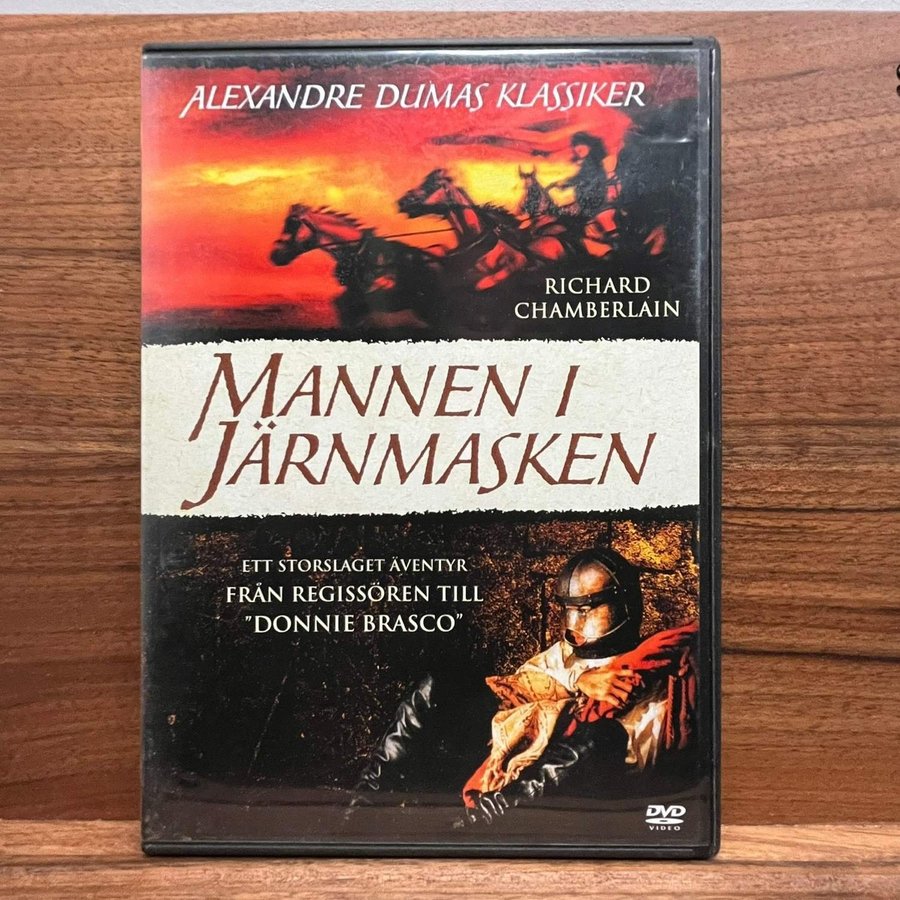 ALEXANDRE DUMAS KLASSIKER
RICHARD
CHAMBERLAIN
MANNEN I
JÄRNMASKEN
ETT STORSLAGET ÄVENTYR
FRÅN REGISSÖREN TILL
"DONNIE BRASCO"
DVD
VIDEO